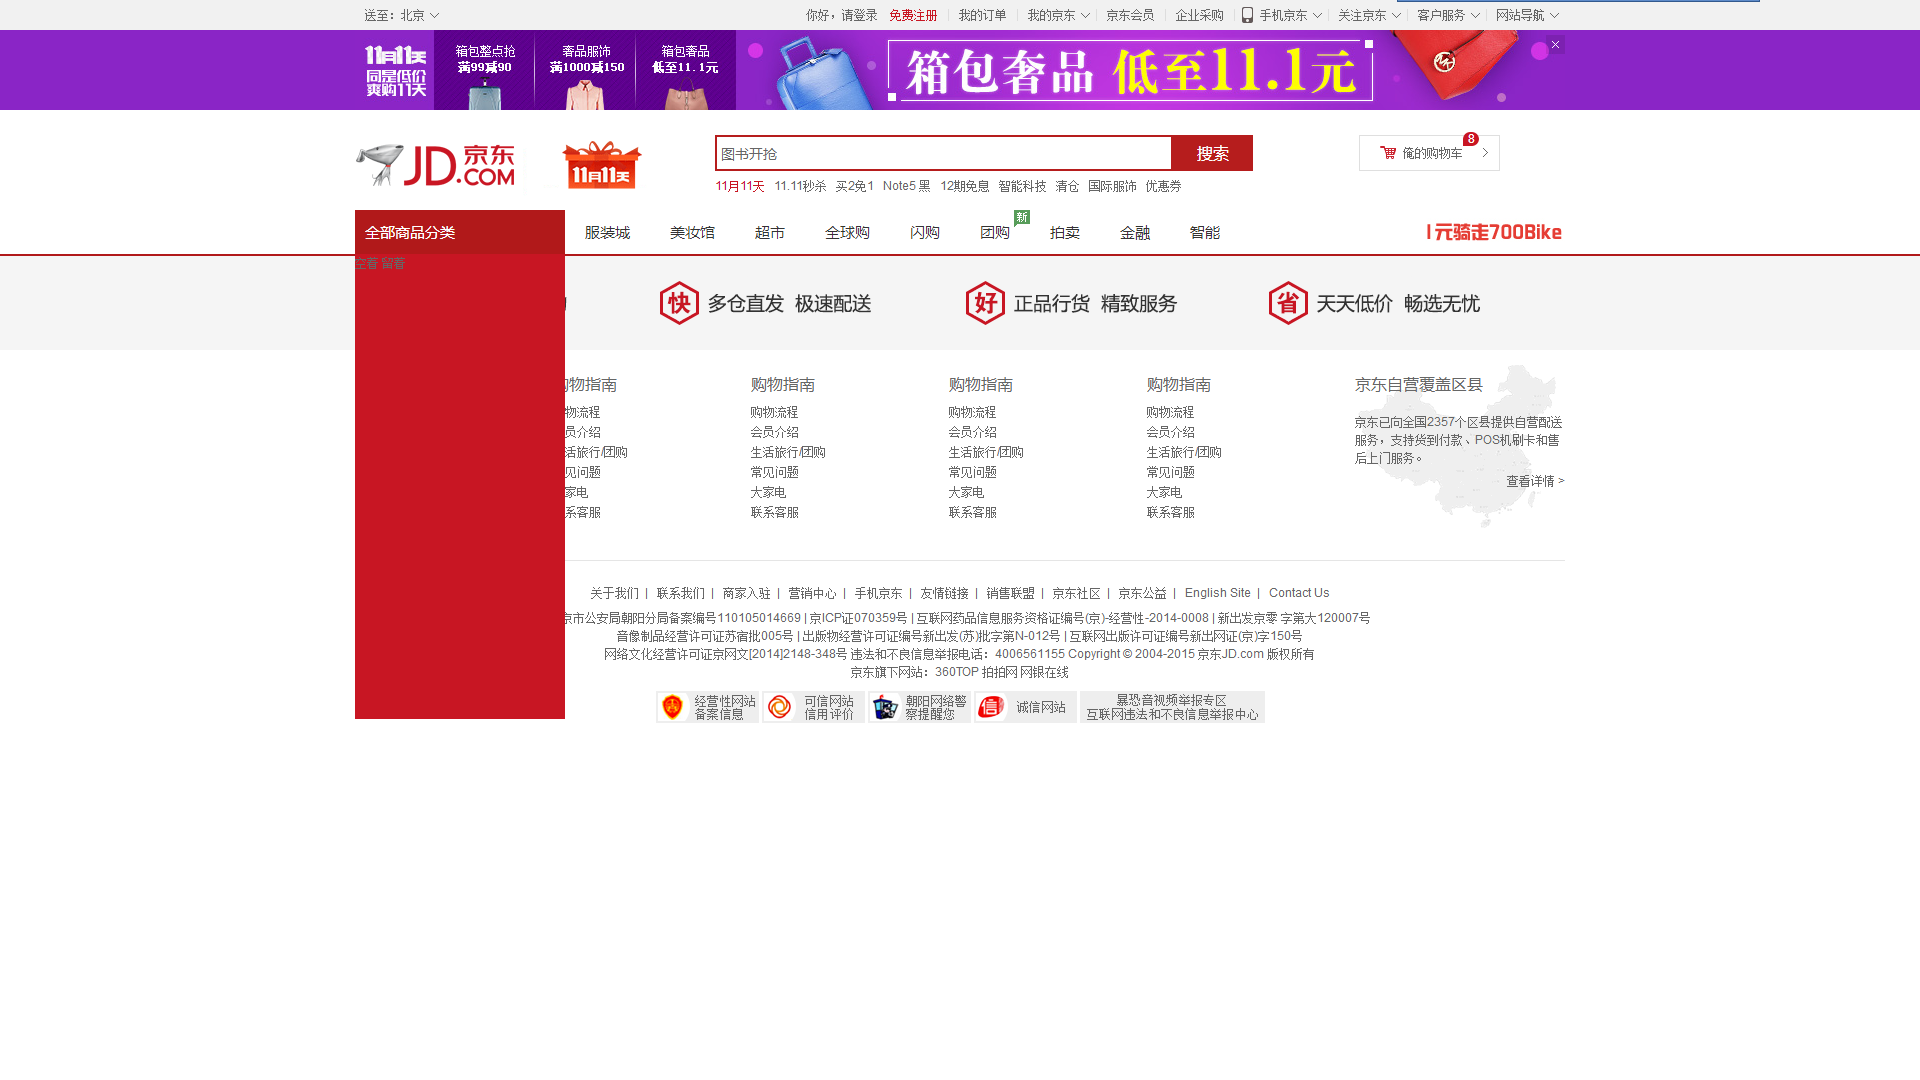 送至：北京
你好，请登录 免费注册 我的订单 我的京东 京东会员 企业采购 手机京东 关注京东 客户服务 网站导航
11月11天
同是低价
爽购11天
箱包整点抢
满99减90
奢品服饰
满1000减150
箱包奢品
低至11.1元
箱包奢品 低至11.1元
JD 京东
.COM
11月11天
图书开抢
搜索
8
俺的购物车
11月11天 11.11秒杀 买2免1 Note5 黑 12期免息 智能科技 清仓 国际服饰 优惠券
全部商品分类
服装城 美妆馆 超市 全球购 闪购 团购 新 拍卖 金融 智能
1元骑走700Bike
空着 留着
快 多仓直发 极速配送
好 正品行货 精致服务
省 天天低价 畅选无忧
物指南 购物指南 购物指南 购物指南
物流程 购物流程 购物流程 购物流程
员介绍 会员介绍 会员介绍 会员介绍
活旅行/团购 生活旅行/团购 生活旅行/团购 生活旅行/团购
见问题 常见问题 常见问题 常见问题
家电 大家电 大家电 大家电
系客服 联系客服 联系客服 联系客服
京东自营覆盖区县
京东已向全国2357个区县提供自营配送
服务，支持货到付款、POS机刷卡和售
后上门服务。
查看详情 >
关于我们 | 联系我们 | 商家入驻 | 营销中心 | 手机京东 | 友情链接 | 销售联盟 | 京东社区 | 京东公益 | English Site | Contact Us
京市公安局朝阳分局备案编号110105014669 | 京ICP证070359号 | 互联网药品信息服务资格证编号(京)-经营性-2014-0008 | 新出发京零 字第大120007号
音像制品经营许可证苏宿批005号 | 出版物经营许可证编号新出发(苏)批字第N-012号 | 互联网出版许可证编号新出网证(京)字150号
网络文化经营许可证京网文[2014]2148-348号 违法和不良信息举报电话：4006561155 Copyright © 2004-2015 京东JD.com 版权所有
京东旗下网站：360TOP 拍拍网 网银在线
经营性网站
备案信息
可信网站
信用评价
朝阳网络警
察提醒您
信 诚信网站
暴恐音视频举报专区
互联网违法和不良信息举报中心